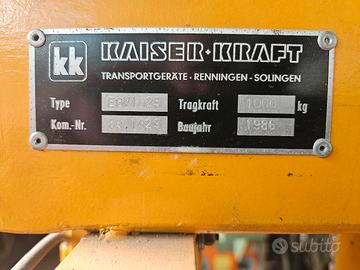 kk KAISER+KRAFT
TRANSPORTGERÄTE · RENNINGEN - SOLINGEN
Type Tragkraft 1000 kg
Kom.-Nr. Baujahr 1986
subito